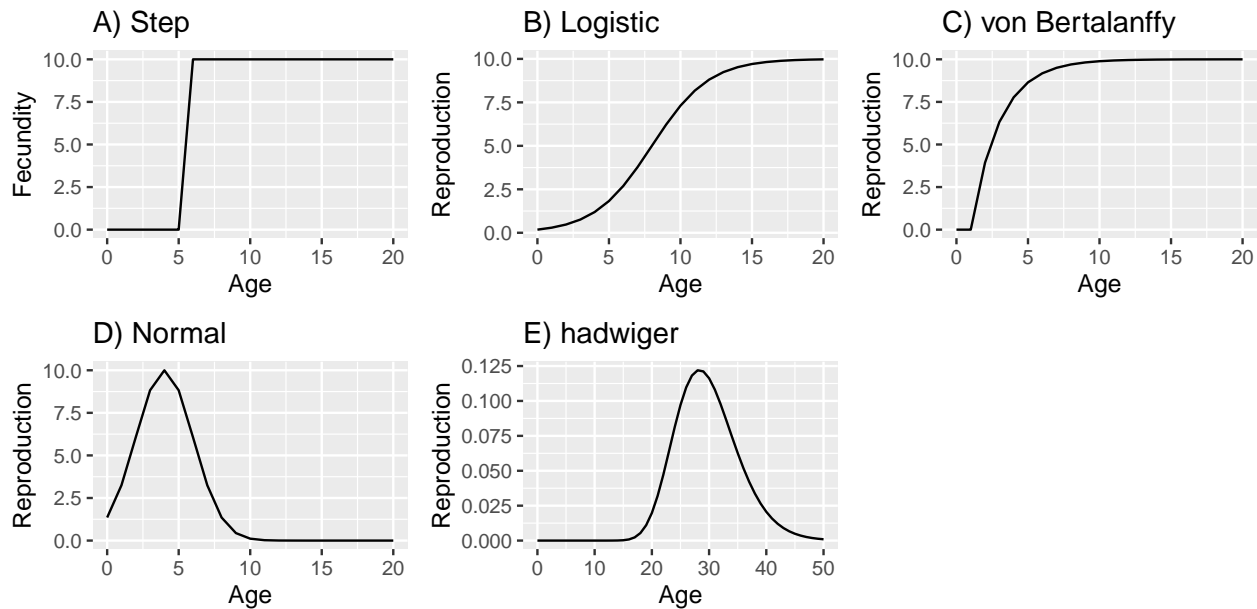 A) Step
10.0
7.5
5.0
2.5
0.0
Fecundity
0 5 10 15 20
Age
B) Logistic
10.0
7.5
5.0
2.5
0.0
Reproduction
0 5 10 15 20
Age
C) von Bertalanffy
10.0
7.5
5.0
2.5
0.0
Reproduction
0 5 10 15 20
Age
D) Normal
10.0
7.5
5.0
2.5
0.0
Reproduction
0 5 10 15 20
Age
E) hadwiger
0.125
0.100
0.075
0.050
0.025
0.000
Reproduction
0 10 20 30 40 50
Age